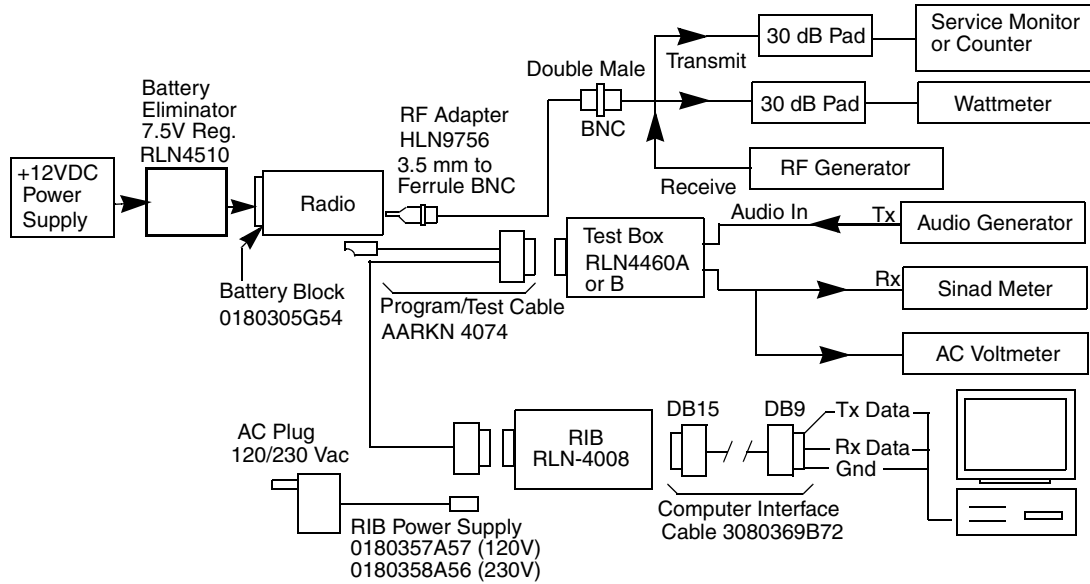 Service Monitor
or Counter
30 dB Pad
Transmit
Double Male
BNC
30 dB Pad
Wattmeter
Battery
Eliminator
7.5V Reg.
RLN4510
RF Adapter
HLN9756
3.5 mm to
Ferrule BNC
+12VDC
Power
Supply
Radio
RF Generator
Receive
Audio In
Tx
Audio Generator
Test Box
RLN4460A
or B
Rx
Sinad Meter
Battery Block
0180305G54
Program/Test Cable
AARKN 4074
AC Voltmeter
DB15
DB9
Tx Data
Rx Data
Gnd
AC Plug
120/230 Vac
RIB
RLN-4008
Computer Interface
Cable 3080369B72
RIB Power Supply
0180357A57 (120V)
0180358A56 (230V)